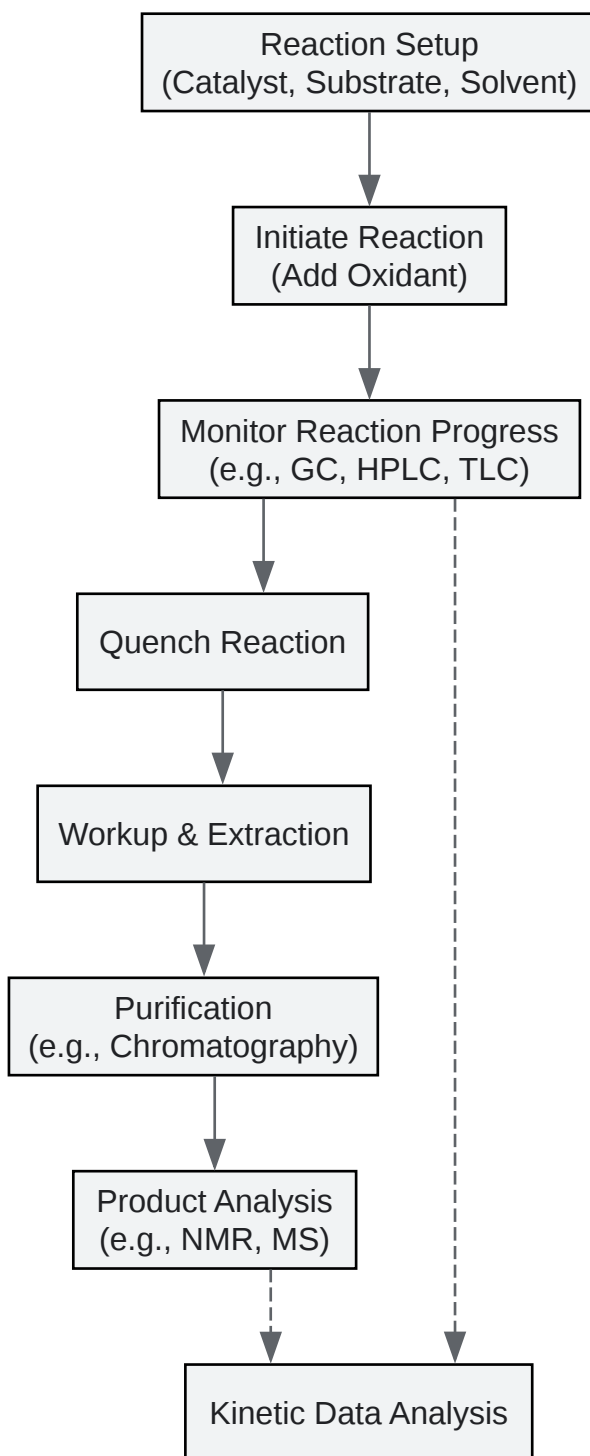 Reaction Setup
(Catalyst, Substrate, Solvent)
Initiate Reaction
(Add Oxidant)
Monitor Reaction Progress
(e.g., GC, HPLC, TLC)
Quench Reaction
Workup & Extraction
Purification
(e.g., Chromatography)
Product Analysis
(e.g., NMR, MS)
Kinetic Data Analysis